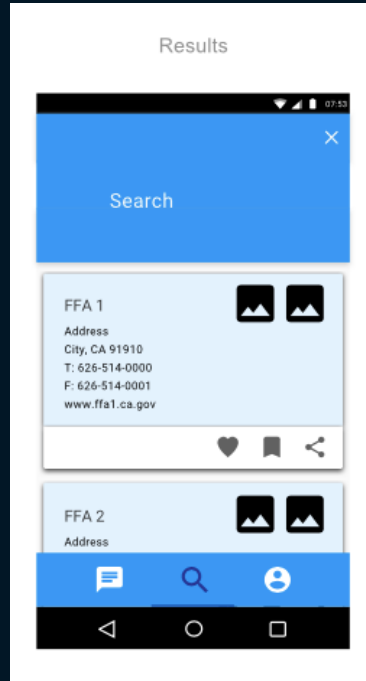 Results
07:53
Search
FFA 1
Address
City, CA 91910
T: 626-514-0000
F: 626-514-0001
www.ffa1.ca.gov
FFA 2
Address